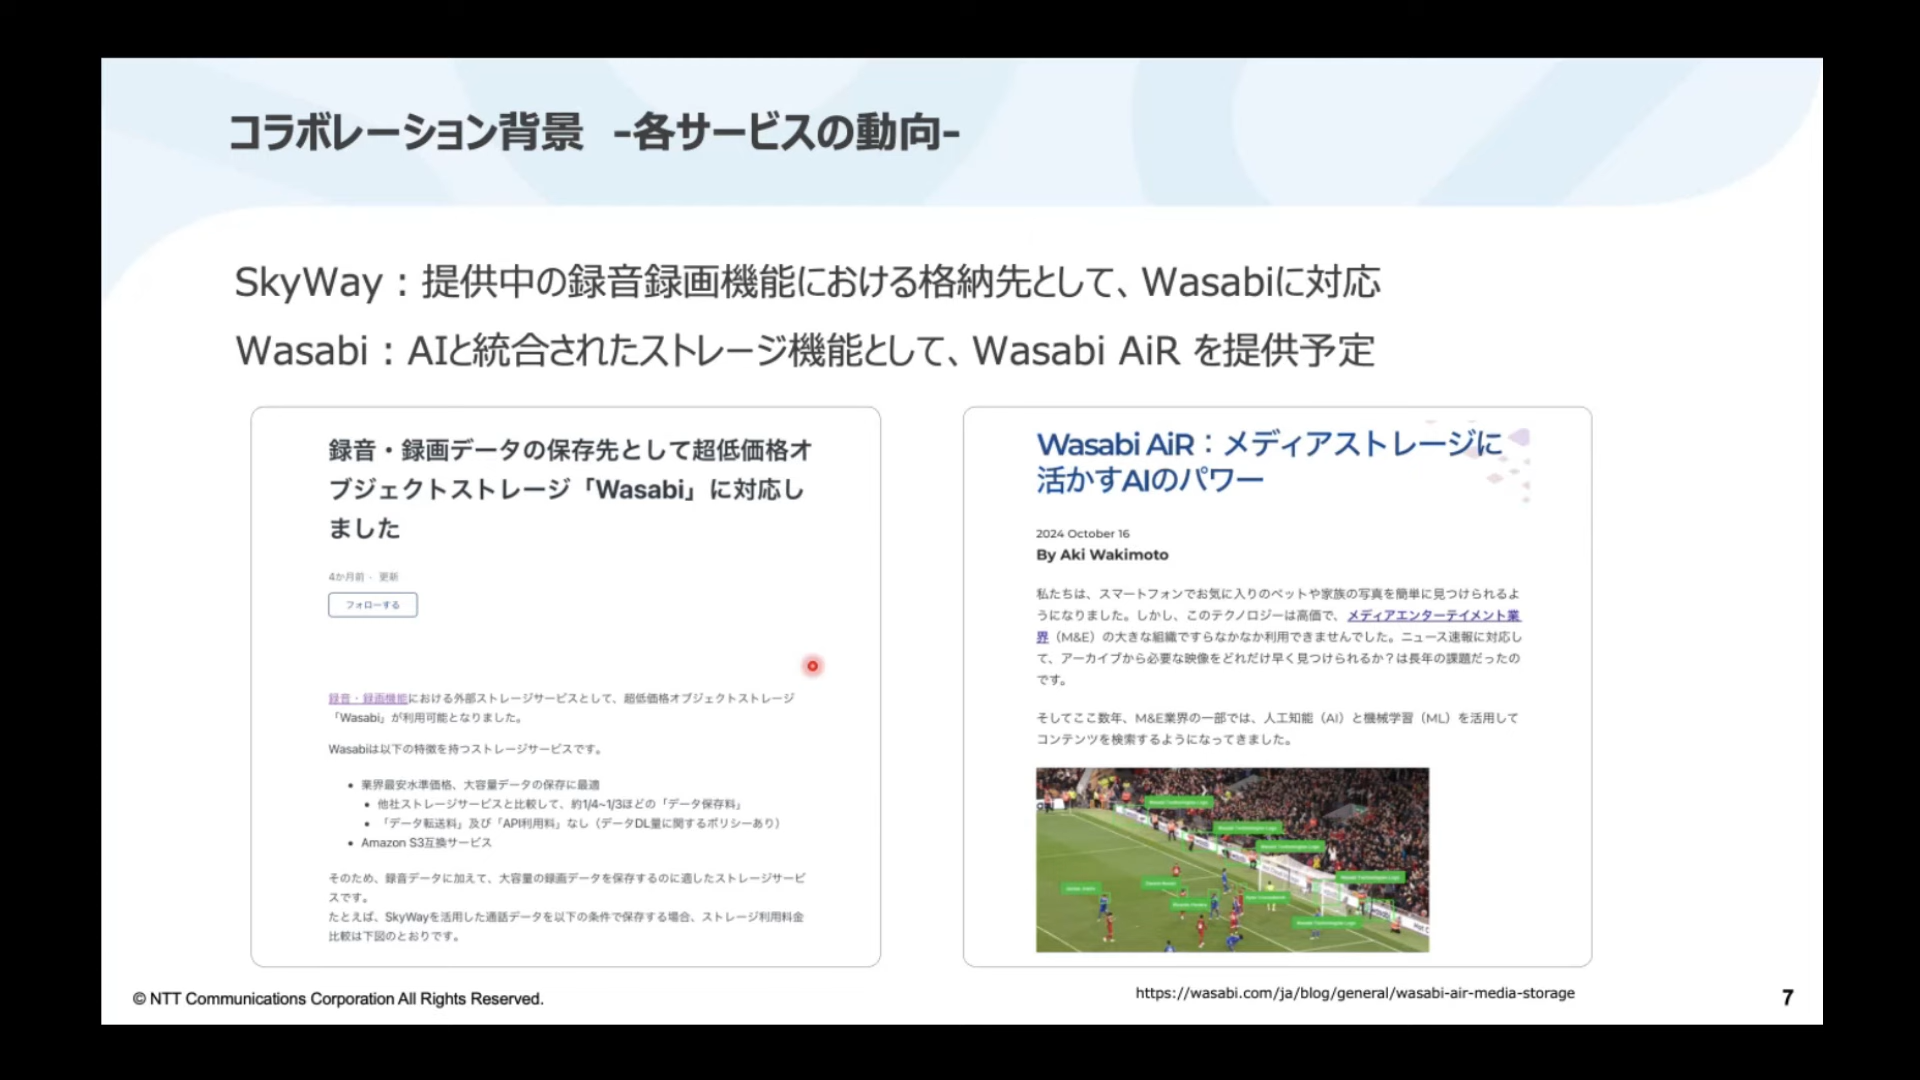 コラボレーション背景 -各サービスの動向-
SkyWay：提供中の録音録画機能における格納先として、Wasabiに対応
Wasabi：AIと統合されたストレージ機能として、Wasabi AiR を提供予定
録音・録画データの保存先として超低価格オ
ブジェクトストレージ「Wasabi」に対応し
ました
4か月前 · 更新
フォローする
録音・録画機能における外部ストレージサービスとして、超低価格オブジェクトストレージ
「Wasabi」が利用可能となりました。
Wasabiは以下の特徴を持つストレージサービスです。
• 業界最安水準価格、大容量データの保存に最適
• 他社ストレージサービスと比較して、約1/4~1/3ほどの「データ保存料」
• 「データ転送料」及び「API利用料」なし（データDL量に関するポリシーあり）
• Amazon S3互換サービス
そのため、録音データに加えて、大容量の録画データを保存するのに適したストレージサービ
スです。
たとえば、SkyWayを活用した通話データを以下の条件で保存する場合、ストレージ利用料金
比較は下図のとおりです。
Wasabi AiR：メディアストレージに
活かすAIのパワー
2024 October 16
By Aki Wakimoto
私たちは、スマートフォンでお気に入りのペットや家族の写真を簡単に見つけられるよ
うになりました。しかし、このテクノロジーは高価で、メディアエンターテイメント業
界（M&E）の大きな組織ですらなかなか利用できませんでした。ニュース速報に対応し
て、アーカイブから必要な映像をどれだけ早く見つけられるか？は長年の課題だったの
です。
そしてここ数年、M&E業界の一部では、人工知能（AI）と機械学習（ML）を活用して
コンテンツを検索するようになってきました。
Wasabi Technologies Logo
Wasabi Technologies Logo
Wasabi Technologies Logo
Wasabi Technologies Logo
Wasabi Technologies Logo
© NTT Communications Corporation All Rights Reserved.
https://wasabi.com/ja/blog/general/wasabi-air-media-storage
7